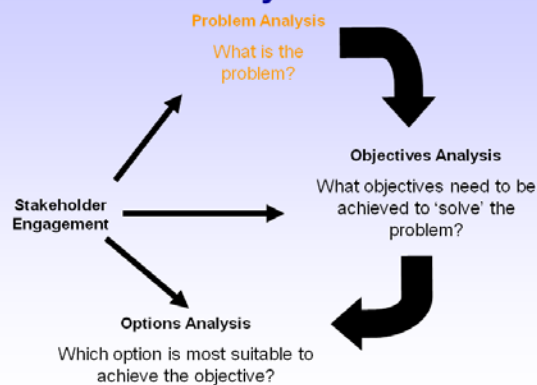 Problem Analysis
What is the
problem?
Objectives Analysis
What objectives need to be
achieved to ‘solve’ the
problem?
Stakeholder
Engagement
Options Analysis
Which option is most suitable to
achieve the objective?